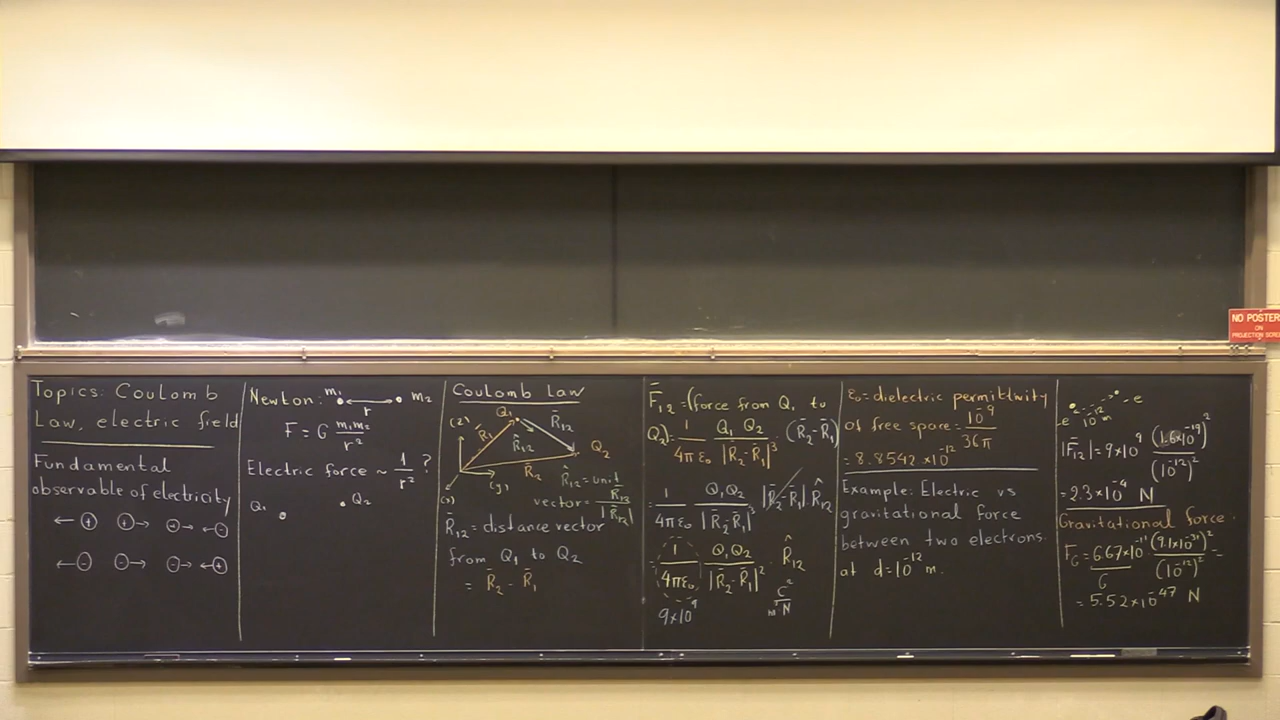 Topics: Coulomb
Law, electric field
Fundamental
observable of electricity
← ⊕ ⊕ → ⊕→ ←⊖
← ⊖ ⊖ → ⊖→ ←⊕
Newton: m₁ ←→ m₂
r
F = G m₁m₂ / r²
Electric force ~ 1/r² ?
Q₁ Q₂
Coulomb Law
Q₁ R̄₁₂
(z) R̄₁ R̂₁₂ Q₂
R̄₂
(y)
R̂₁₂ = unit
vector = R̄₁₂ / |R̄₁₂|
R̄₁₂ = distance vector
from Q₁ to Q₂
= R̄₂ - R̄₁
F̄₁₂ = (force from Q₁ to
Q₂) = 1/(4πε₀) Q₁ Q₂ / |R̄₂-R̄₁|³ (R̄₂-R̄₁)
= 1/(4πε₀) Q₁Q₂ / |R̄₂-R̄₁|³ |R̄₂-R̄₁| R̂₁₂
= 1/(4πε₀) Q₁Q₂ / |R̄₂-R̄₁|² R̂₁₂
9×10⁹
ε₀ = dielectric permittivity
of free space = 10⁻⁹ / 36π
= 8.8542×10⁻¹²
Example: Electric vs
gravitational force
between two electrons
at d=10⁻¹² m.
-e 10⁻¹² m -e
|F̄₁₂| = 9×10⁹ (1.6×10⁻¹⁹)² / (10⁻¹²)²
= 2.3×10⁻⁴ N
Gravitational force.
F_G = 6.67×10⁻¹¹ (9.1×10⁻³¹)² / (10⁻¹²)² =
G
= 5.52×10⁻⁴⁷ N
NO POSTER
ON
PROJECTION SCRE